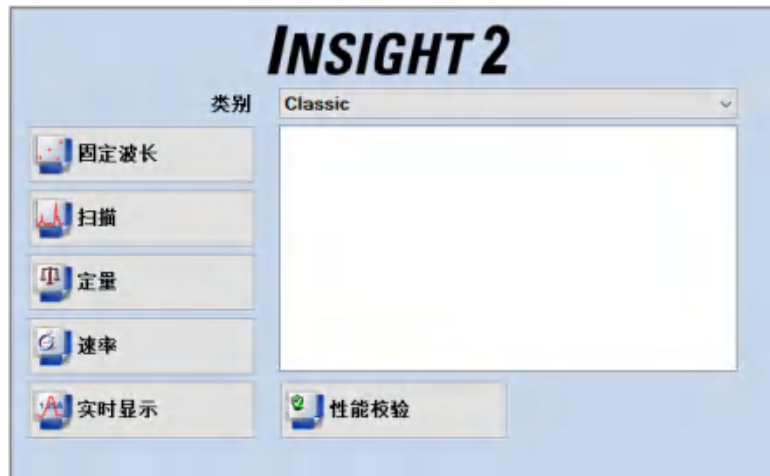 INSIGHT 2
类别 Classic
固定波长
扫描
定量
速率
实时显示 性能校验